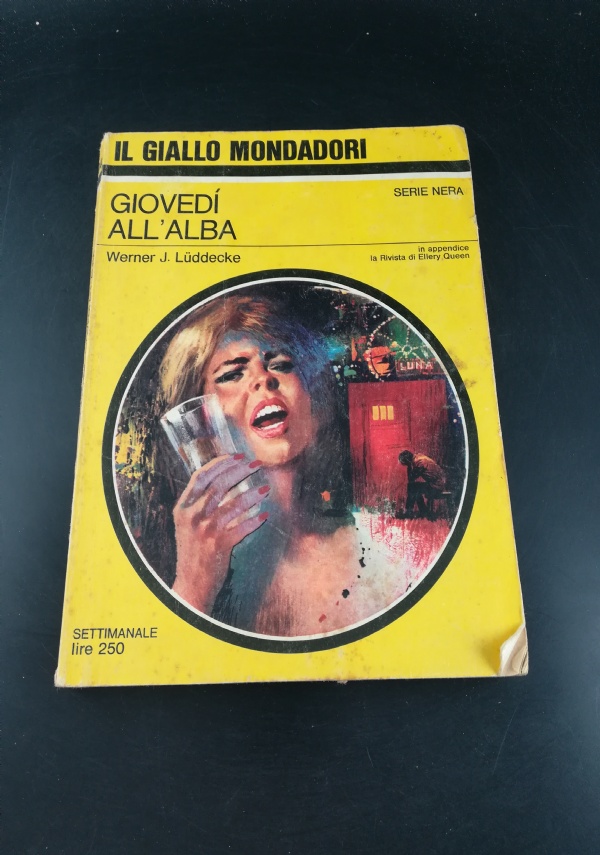 IL GIALLO MONDADORI
SERIE NERA
GIOVEDÍ
ALL'ALBA
in appendice
la Rivista di Ellery Queen
Werner J. Lüddecke
LUNA
SETTIMANALE
lire 250